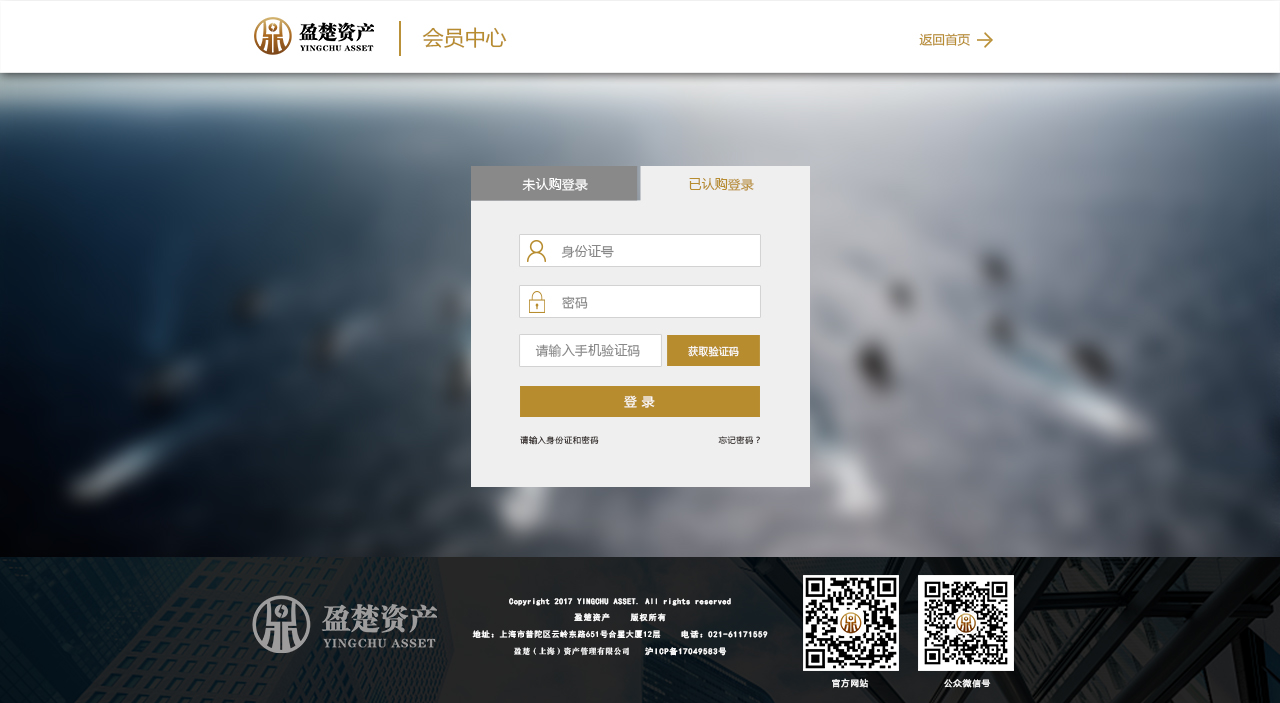 盈楚资产
YINGCHU ASSET
会员中心
返回首页
未认购登录
已认购登录
身份证号
密码
请输入手机验证码
获取验证码
登 录
请输入身份证和密码
忘记密码？
盈楚资产
YINGCHU ASSET
Copyright 2017 YINGCHU ASSET. All rights reserved
盈楚资产 版权所有
地址：上海市普陀区云岭东路651号合星大厦12层 电话：021-61171559
盈楚（上海）资产管理有限公司 沪ICP备17049583号
官方网站
公众微信号